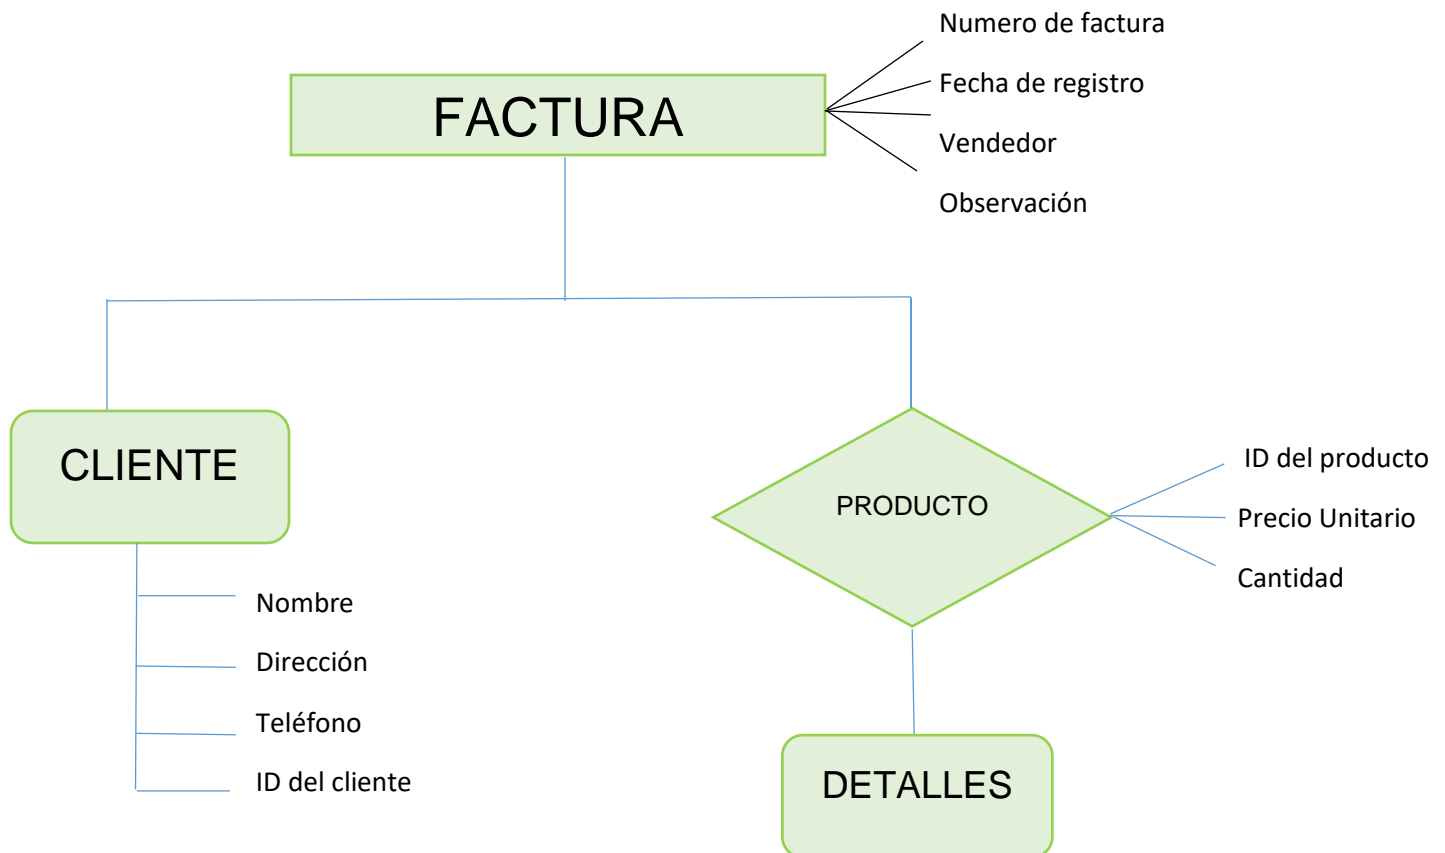 Numero de factura
FACTURA
Fecha de registro
Vendedor
Observación
CLIENTE
Nombre
Dirección
Teléfono
ID del cliente
PRODUCTO
ID del producto
Precio Unitario
Cantidad
DETALLES